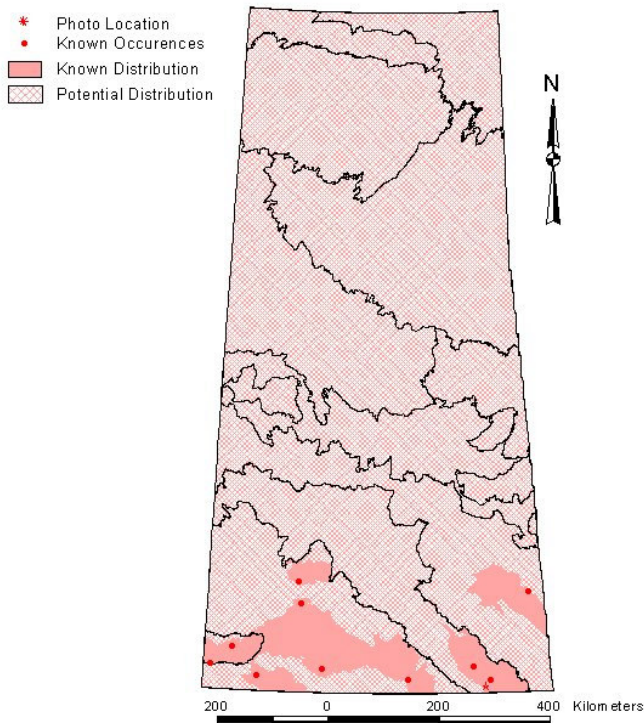 Photo Location
Known Occurences
Known Distribution
Potential Distribution
N
200 0 200 400 Kilometers